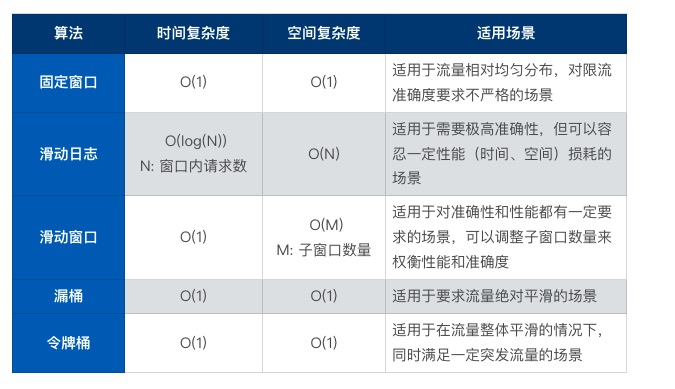 算法 时间复杂度 空间复杂度 适用场景
固定窗口 O(1) O(1) 适用于流量相对均匀分布，对限流
准确度要求不严格的场景
滑动日志 O(log(N))
N: 窗口内请求数 O(N) 适用于需要极高准确性，但可以容
忍一定性能（时间、空间）损耗的
场景
滑动窗口 O(1) O(M)
M: 子窗口数量 适用于对准确性和性能都有一定要
求的场景，可以调整子窗口数量来
权衡性能和准确度
漏桶 O(1) O(1) 适用于要求流量绝对平滑的场景
令牌桶 O(1) O(1) 适用于在流量整体平滑的情况下，
同时满足一定突发流量的场景